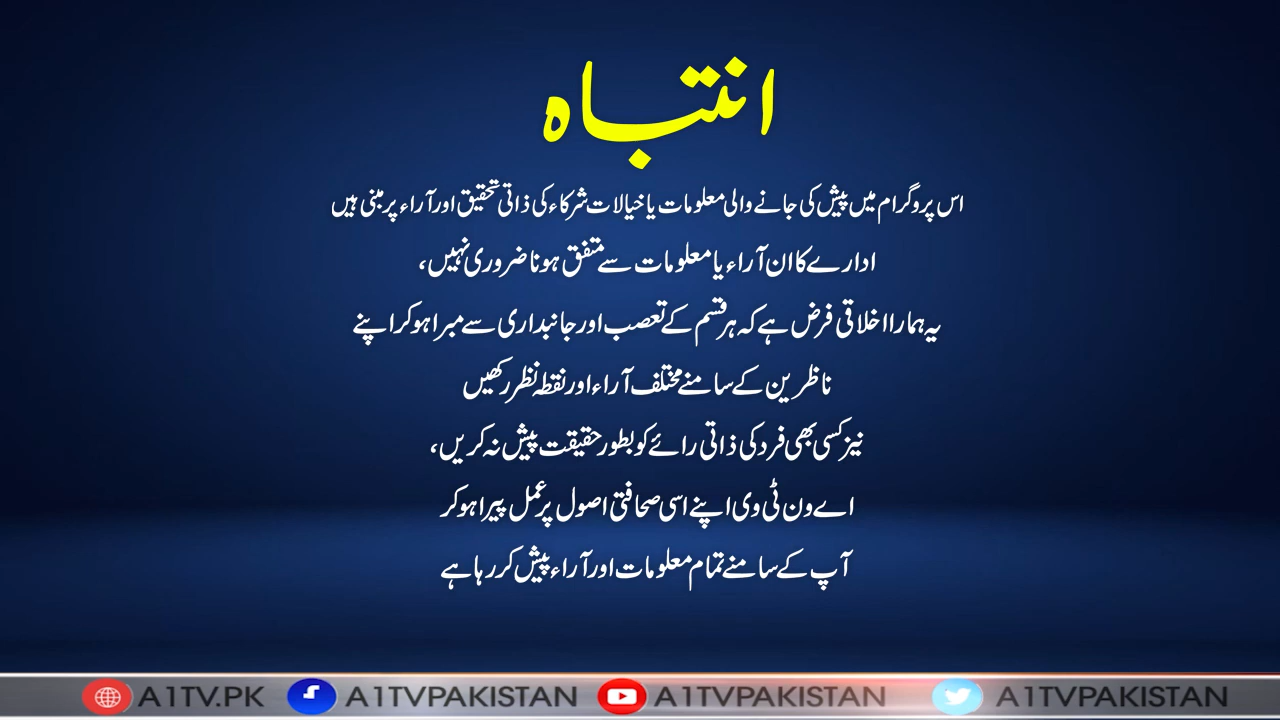 انتباہ
اس پروگرام میں پیش کی جانے والی معلومات یا خیالات شرکاء کی ذاتی تحقیق اور آراء پر مبنی ہیں
ادارے کا ان آراء یا معلومات سے متفق ہونا ضروری نہیں،
یہ ہمارا اخلاقی فرض ہے کہ ہر قسم کے تعصب اور جانبداری سے مبرا ہو کر اپنے
ناظرین کے سامنے مختلف آراء اور نقطہ نظر رکھیں
نیز کسی بھی فرد کی ذاتی رائے کو بطور حقیقت پیش نہ کریں،
اے ون ٹی وی اپنے اسی صحافتی اصول پر عمل پیرا ہو کر
آپ کے سامنے تمام معلومات اور آراء پیش کر رہا ہے
A1TV.PK A1TVPAKISTAN A1TVPAKISTAN A1TVPAKISTAN